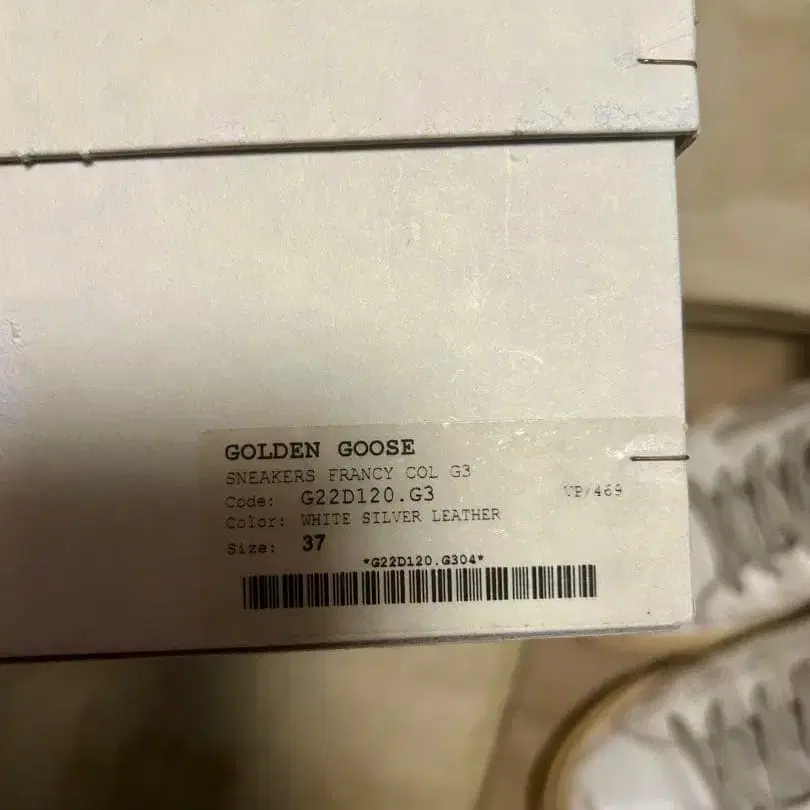 GOLDEN GOOSE
SNEAKERS FRANCY COL G3
Code: G22D120.G3 VP/469
Color: WHITE SILVER LEATHER
Size: 37
*G22D120.G304*